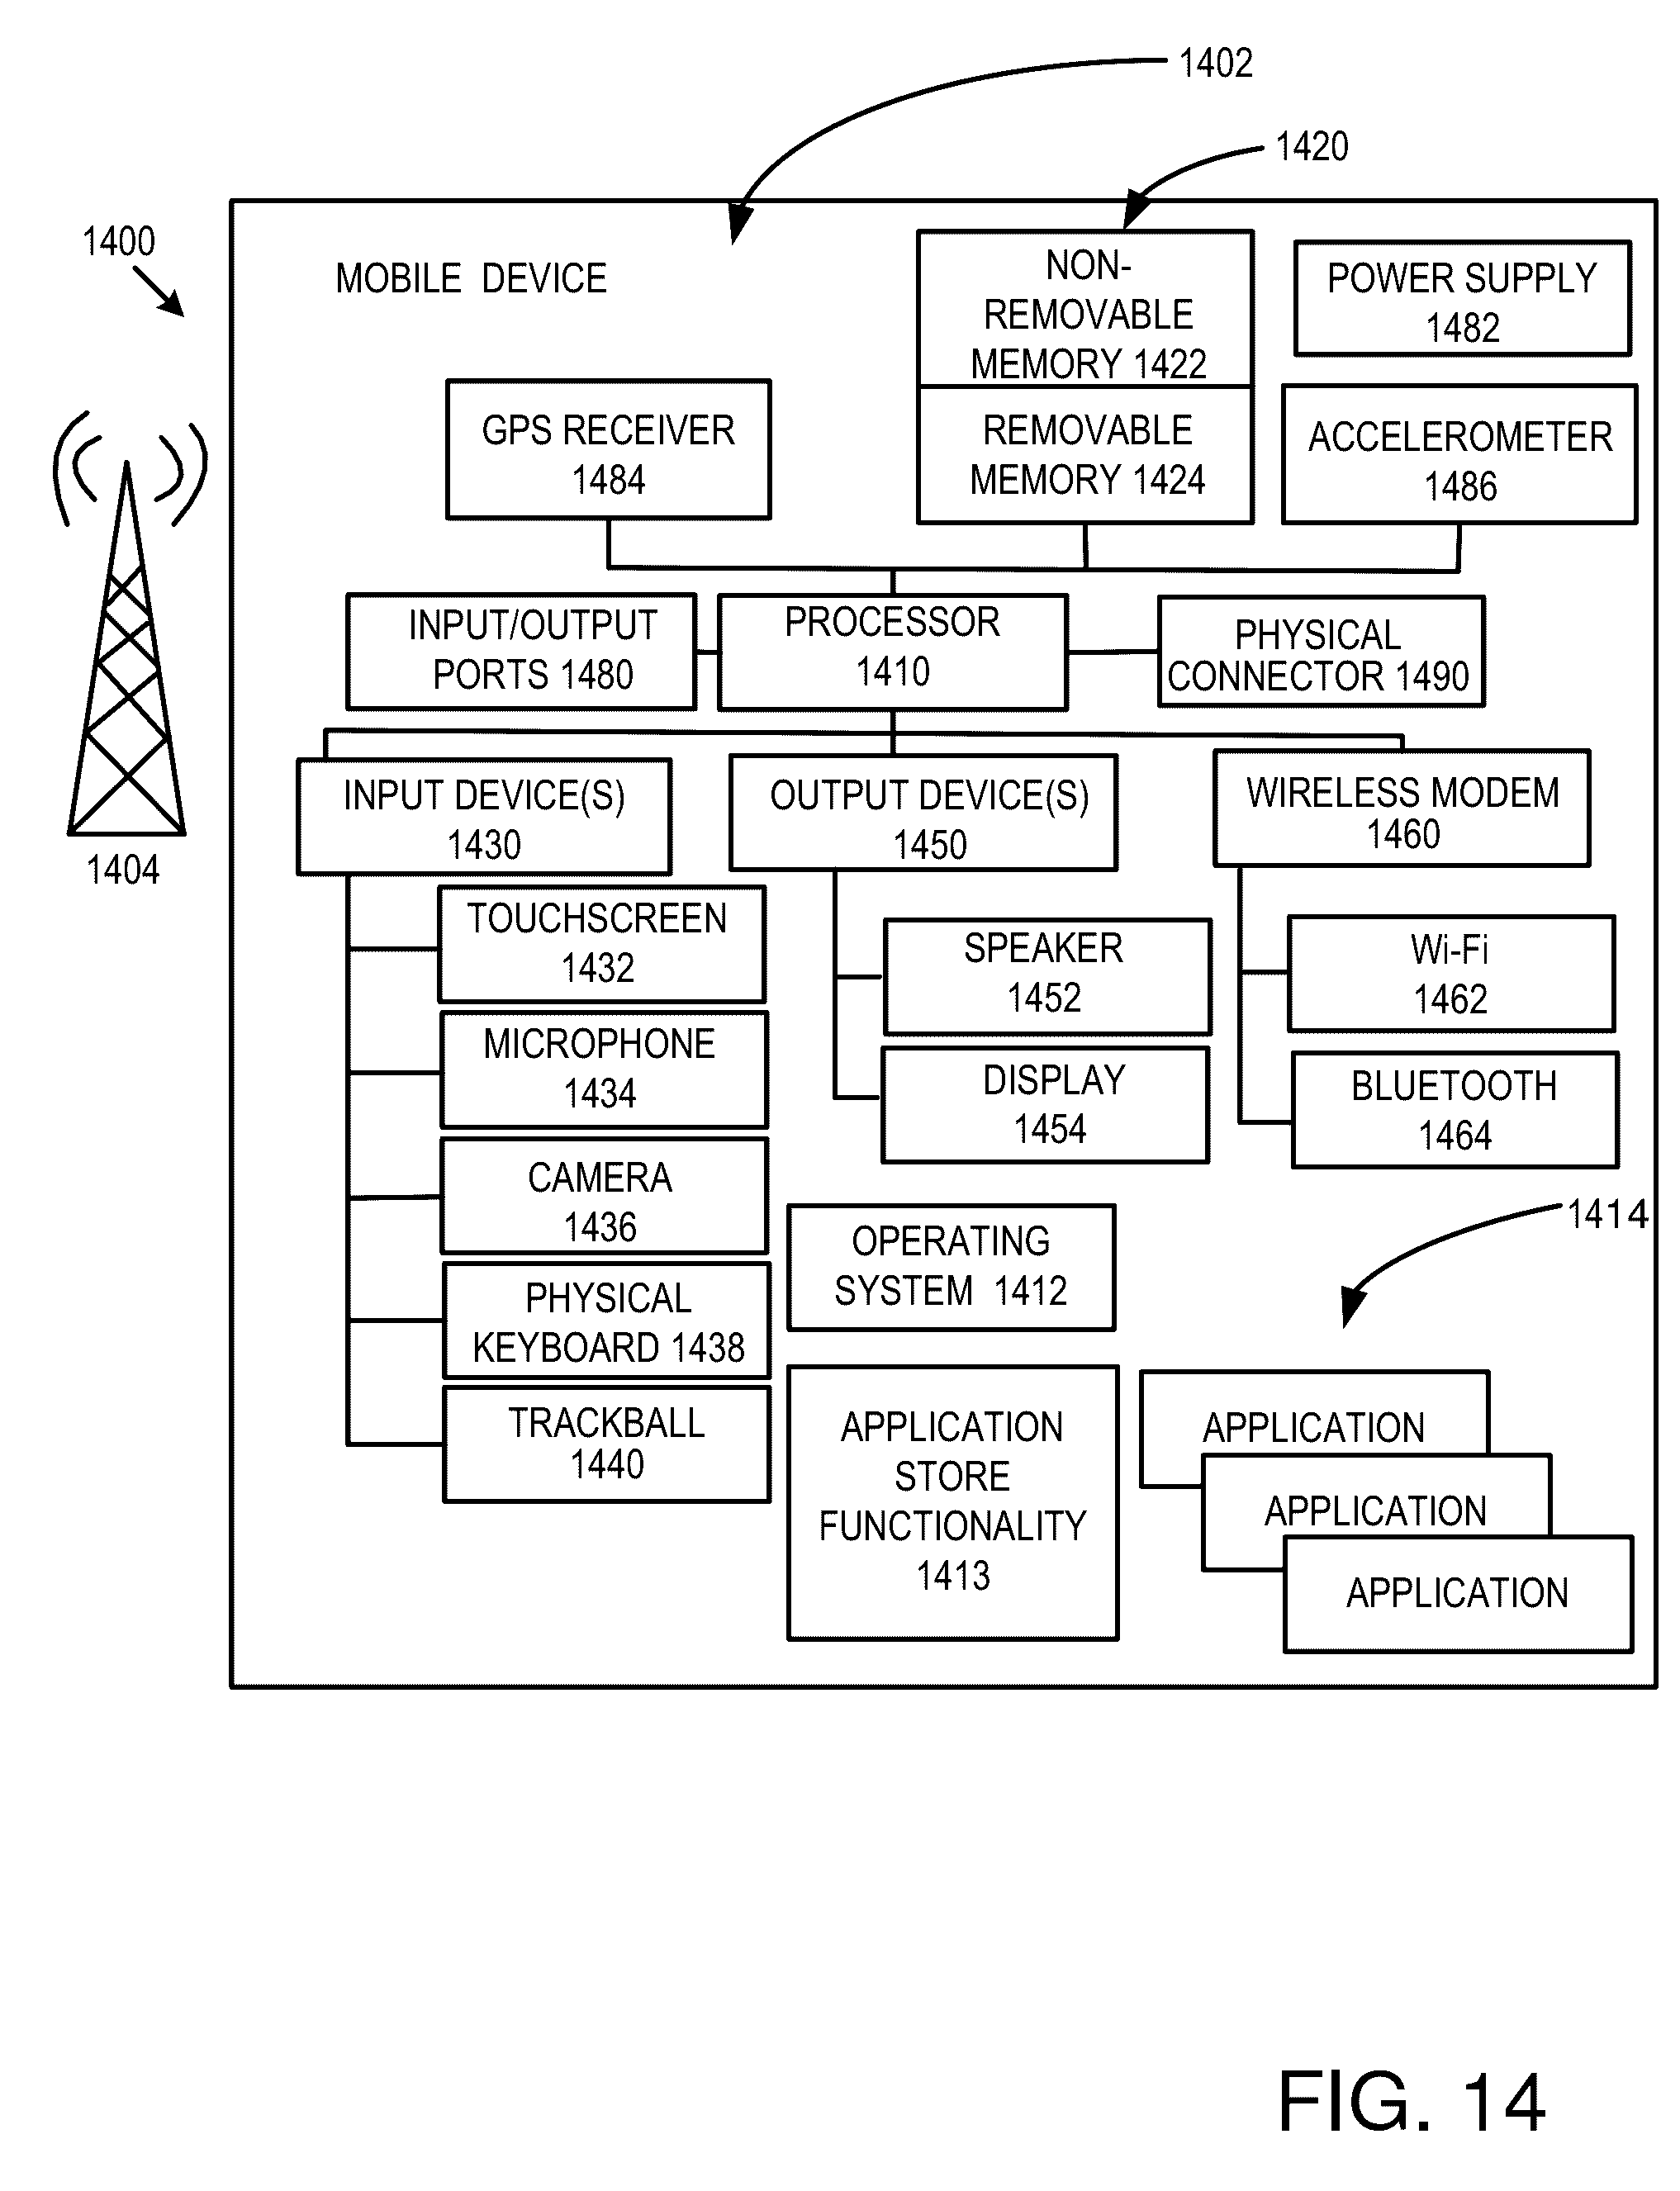 1402
1420
1400
MOBILE DEVICE
NON-
REMOVABLE
MEMORY 1422
POWER SUPPLY
1482
GPS RECEIVER
1484
REMOVABLE
MEMORY 1424
ACCELEROMETER
1486
INPUT/OUTPUT
PORTS 1480
PROCESSOR
1410
PHYSICAL
CONNECTOR 1490
1404
INPUT DEVICE(S)
1430
OUTPUT DEVICE(S)
1450
WIRELESS MODEM
1460
TOUCHSCREEN
1432
MICROPHONE
1434
CAMERA
1436
PHYSICAL
KEYBOARD 1438
TRACKBALL
1440
SPEAKER
1452
DISPLAY
1454
Wi-Fi
1462
BLUETOOTH
1464
OPERATING
SYSTEM 1412
APPLICATION
STORE
FUNCTIONALITY
1413
1414
APPLICATION
APPLICATION
APPLICATION
FIG. 14